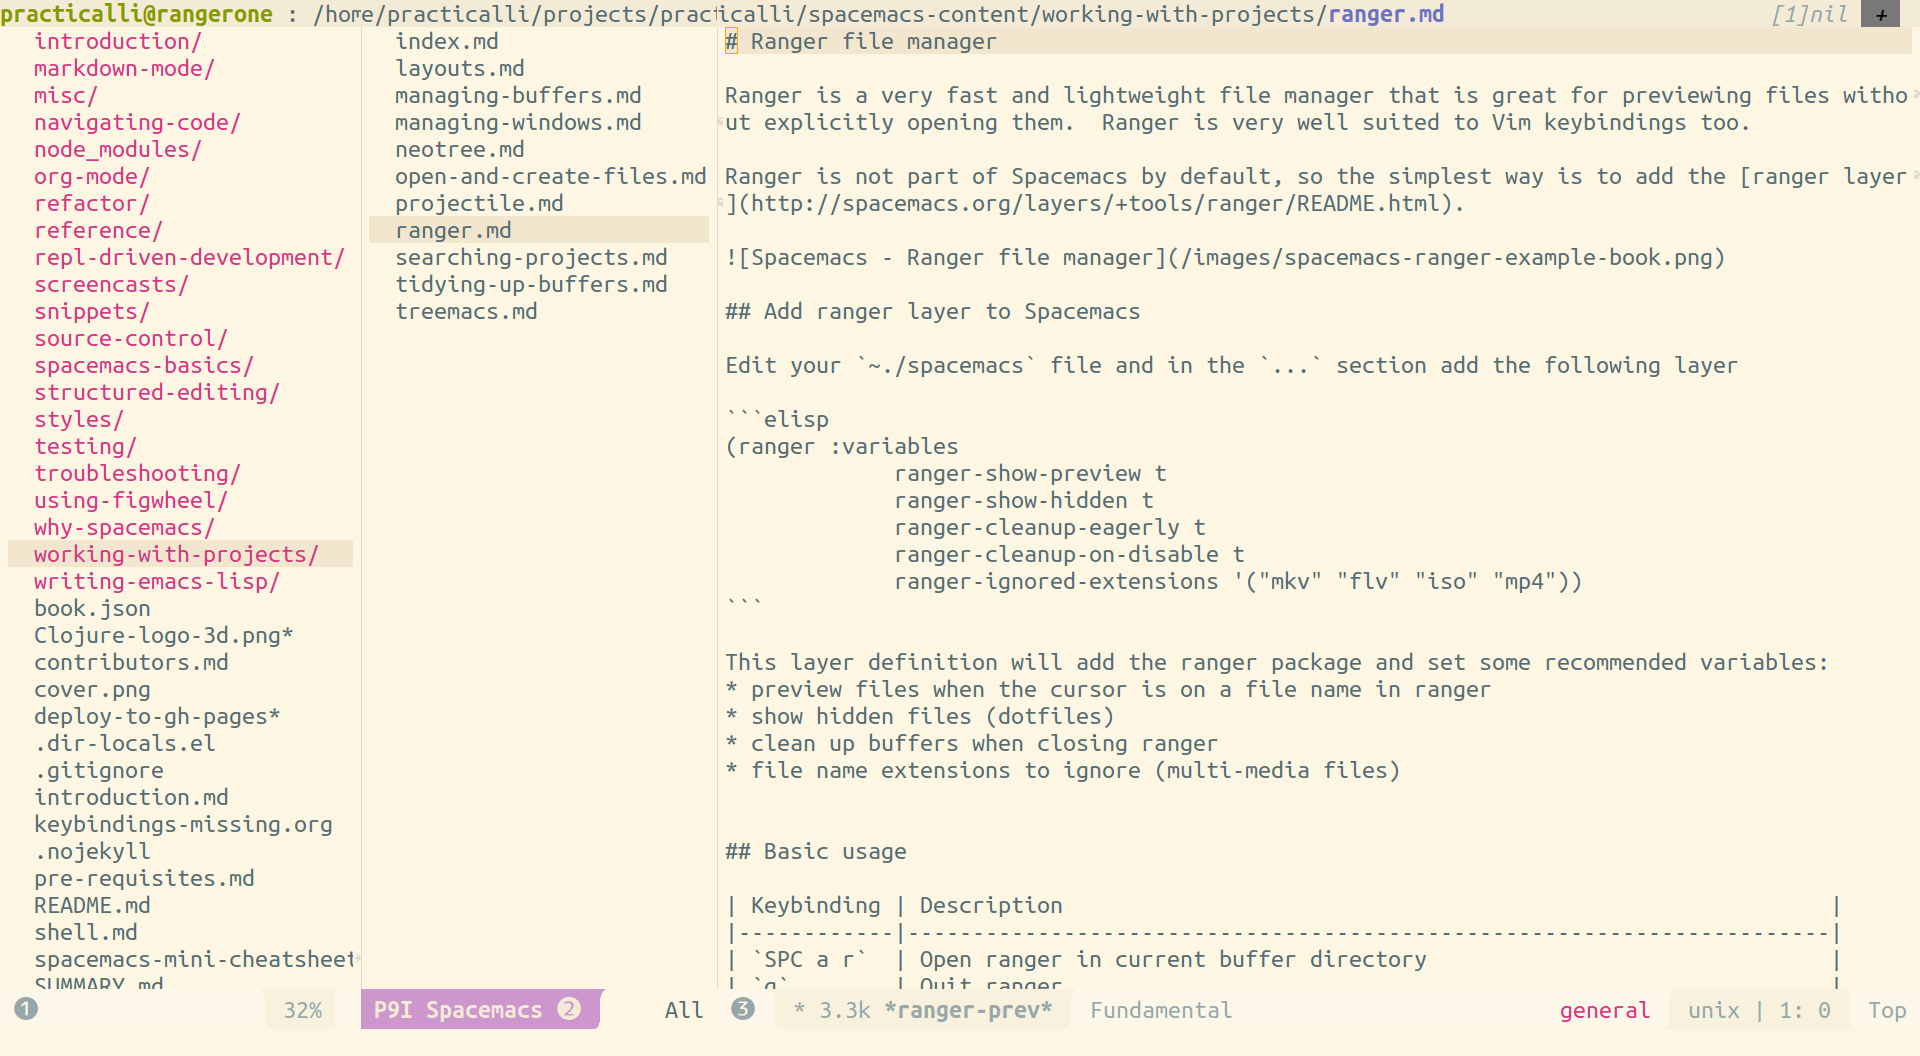 practicalli@rangerone : /home/practicalli/projects/practicalli/spacemacs-content/working-with-projects/ranger.md [1]nil +
introduction/
markdown-mode/
misc/
navigating-code/
node_modules/
org-mode/
refactor/
reference/
repl-driven-development/
screencasts/
snippets/
source-control/
spacemacs-basics/
structured-editing/
styles/
testing/
troubleshooting/
using-figwheel/
why-spacemacs/
working-with-projects/
writing-emacs-lisp/
book.json
Clojure-logo-3d.png*
contributors.md
cover.png
deploy-to-gh-pages*
.dir-locals.el
.gitignore
introduction.md
keybindings-missing.org
.nojekyll
pre-requisites.md
README.md
shell.md
spacemacs-mini-cheatsheet
SUMMARY.md
index.md
layouts.md
managing-buffers.md
managing-windows.md
neotree.md
open-and-create-files.md
projectile.md
ranger.md
searching-projects.md
tidying-up-buffers.md
treemacs.md
# Ranger file manager
Ranger is a very fast and lightweight file manager that is great for previewing files witho
ut explicitly opening them.  Ranger is very well suited to Vim keybindings too.
Ranger is not part of Spacemacs by default, so the simplest way is to add the [ranger layer
](http://spacemacs.org/layers/+tools/ranger/README.html).
![Spacemacs - Ranger file manager](/images/spacemacs-ranger-example-book.png)
## Add ranger layer to Spacemacs
Edit your `~./spacemacs` file and in the `...` section add the following layer
```elisp
(ranger :variables
             ranger-show-preview t
             ranger-show-hidden t
             ranger-cleanup-eagerly t
             ranger-cleanup-on-disable t
             ranger-ignored-extensions '("mkv" "flv" "iso" "mp4"))
```
This layer definition will add the ranger package and set some recommended variables:
* preview files when the cursor is on a file name in ranger
* show hidden files (dotfiles)
* clean up buffers when closing ranger
* file name extensions to ignore (multi-media files)
## Basic usage
| Keybinding | Description                                                           |
|------------|-----------------------------------------------------------------------|
| `SPC a r`  | Open ranger in current buffer directory                               |
| `q`        | Quit ranger                                                           |
1 32% P9I Spacemacs 2 All 3 * 3.3k *ranger-prev* Fundamental general unix | 1: 0 Top